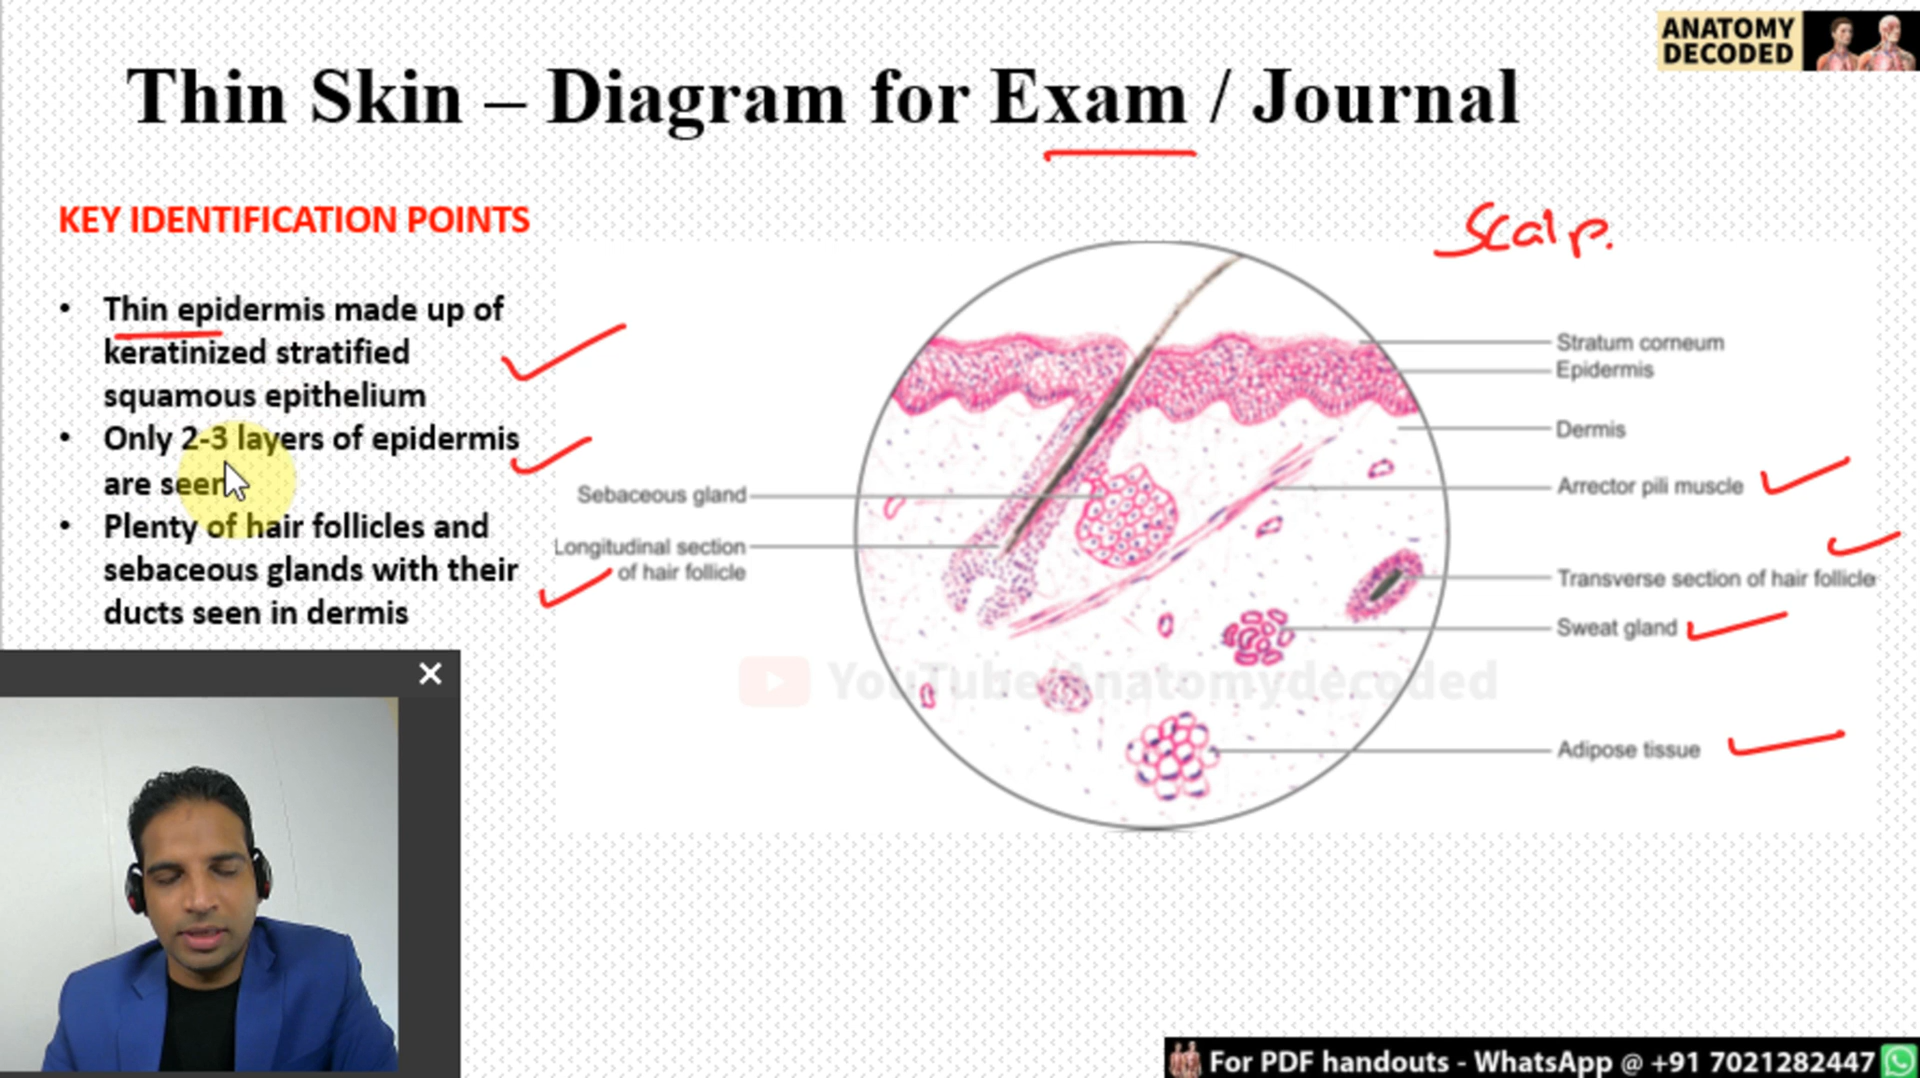 ANATOMY
DECODED
Thin Skin – Diagram for Exam / Journal
KEY IDENTIFICATION POINTS
Scalp.
• Thin epidermis made up of
keratinized stratified
squamous epithelium
• Only 2-3 layers of epidermis
are seen
• Plenty of hair follicles and
sebaceous glands with their
ducts seen in dermis
Sebaceous gland
Longitudinal section
of hair follicle
Stratum corneum
Epidermis
Dermis
Arrector pili muscle
Transverse section of hair follicle
Sweat gland
Adipose tissue
YouTube Anatomydecoded
For PDF handouts - WhatsApp @ +91 7021282447